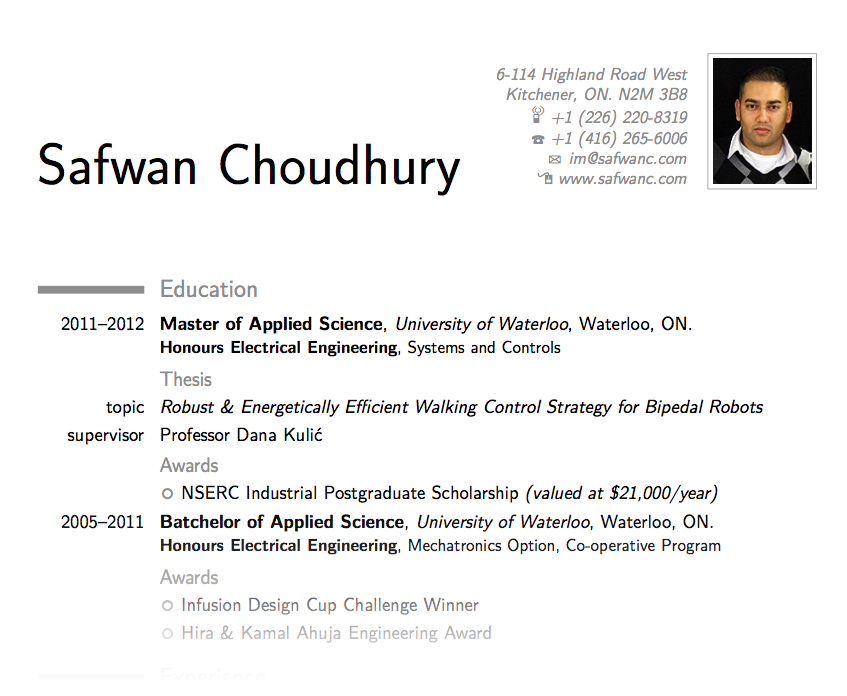 6-114 Highland Road West
Kitchener, ON. N2M 3B8
+1 (226) 220-8319
+1 (416) 265-6006
im@safwanc.com
www.safwanc.com
Safwan Choudhury
Education
2011–2012 Master of Applied Science, University of Waterloo, Waterloo, ON.
Honours Electrical Engineering, Systems and Controls
Thesis
topic Robust & Energetically Efficient Walking Control Strategy for Bipedal Robots
supervisor Professor Dana Kulić
Awards
NSERC Industrial Postgraduate Scholarship (valued at $21,000/year)
2005–2011 Batchelor of Applied Science, University of Waterloo, Waterloo, ON.
Honours Electrical Engineering, Mechatronics Option, Co-operative Program
Awards
Infusion Design Cup Challenge Winner
Hira & Kamal Ahuja Engineering Award
Experience